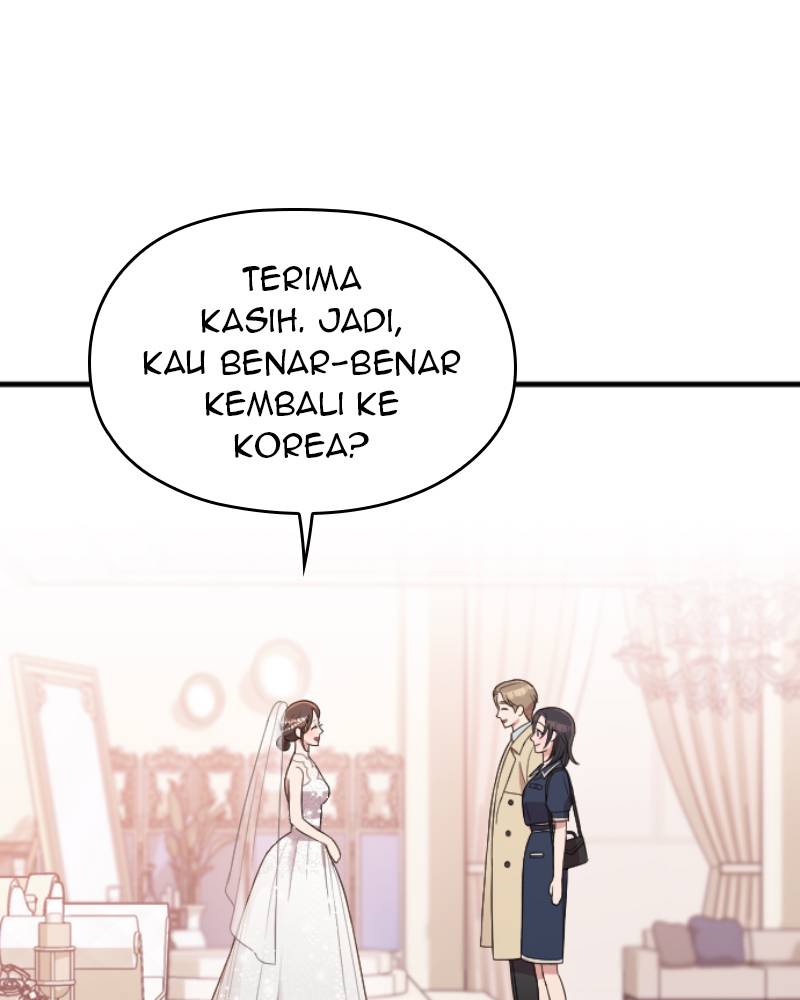 TERIMA
KASIH. JADI,
KAU BENAR-BENAR
KEMBALI KE
KOREA?